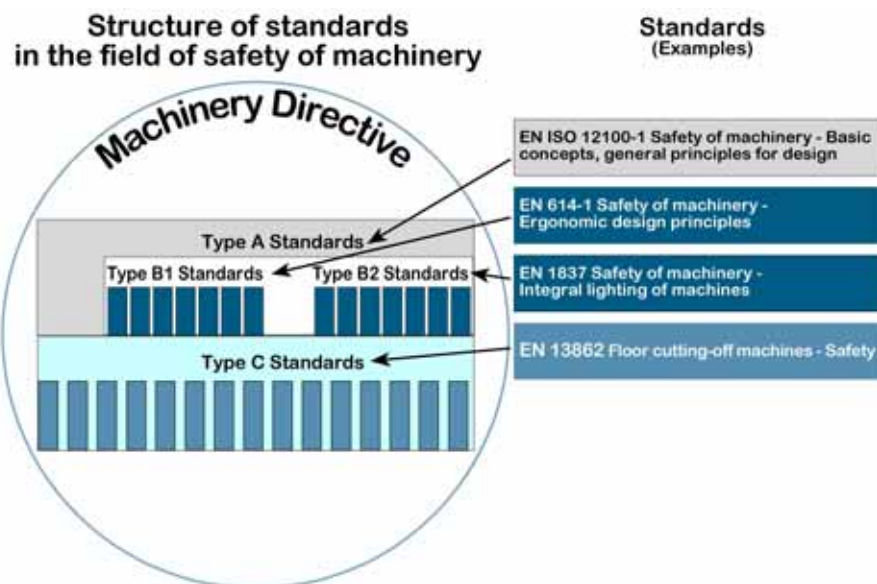 Structure of standards
in the field of safety of machinery
Standards
(Examples)
Machinery Directive
EN ISO 12100-1 Safety of machinery - Basic
concepts, general principles for design
EN 614-1 Safety of machinery -
Ergonomic design principles
EN 1837 Safety of machinery -
Integral lighting of machines
EN 13862 Floor cutting-off machines - Safety
Type A Standards
Type B1 Standards
Type B2 Standards
Type C Standards